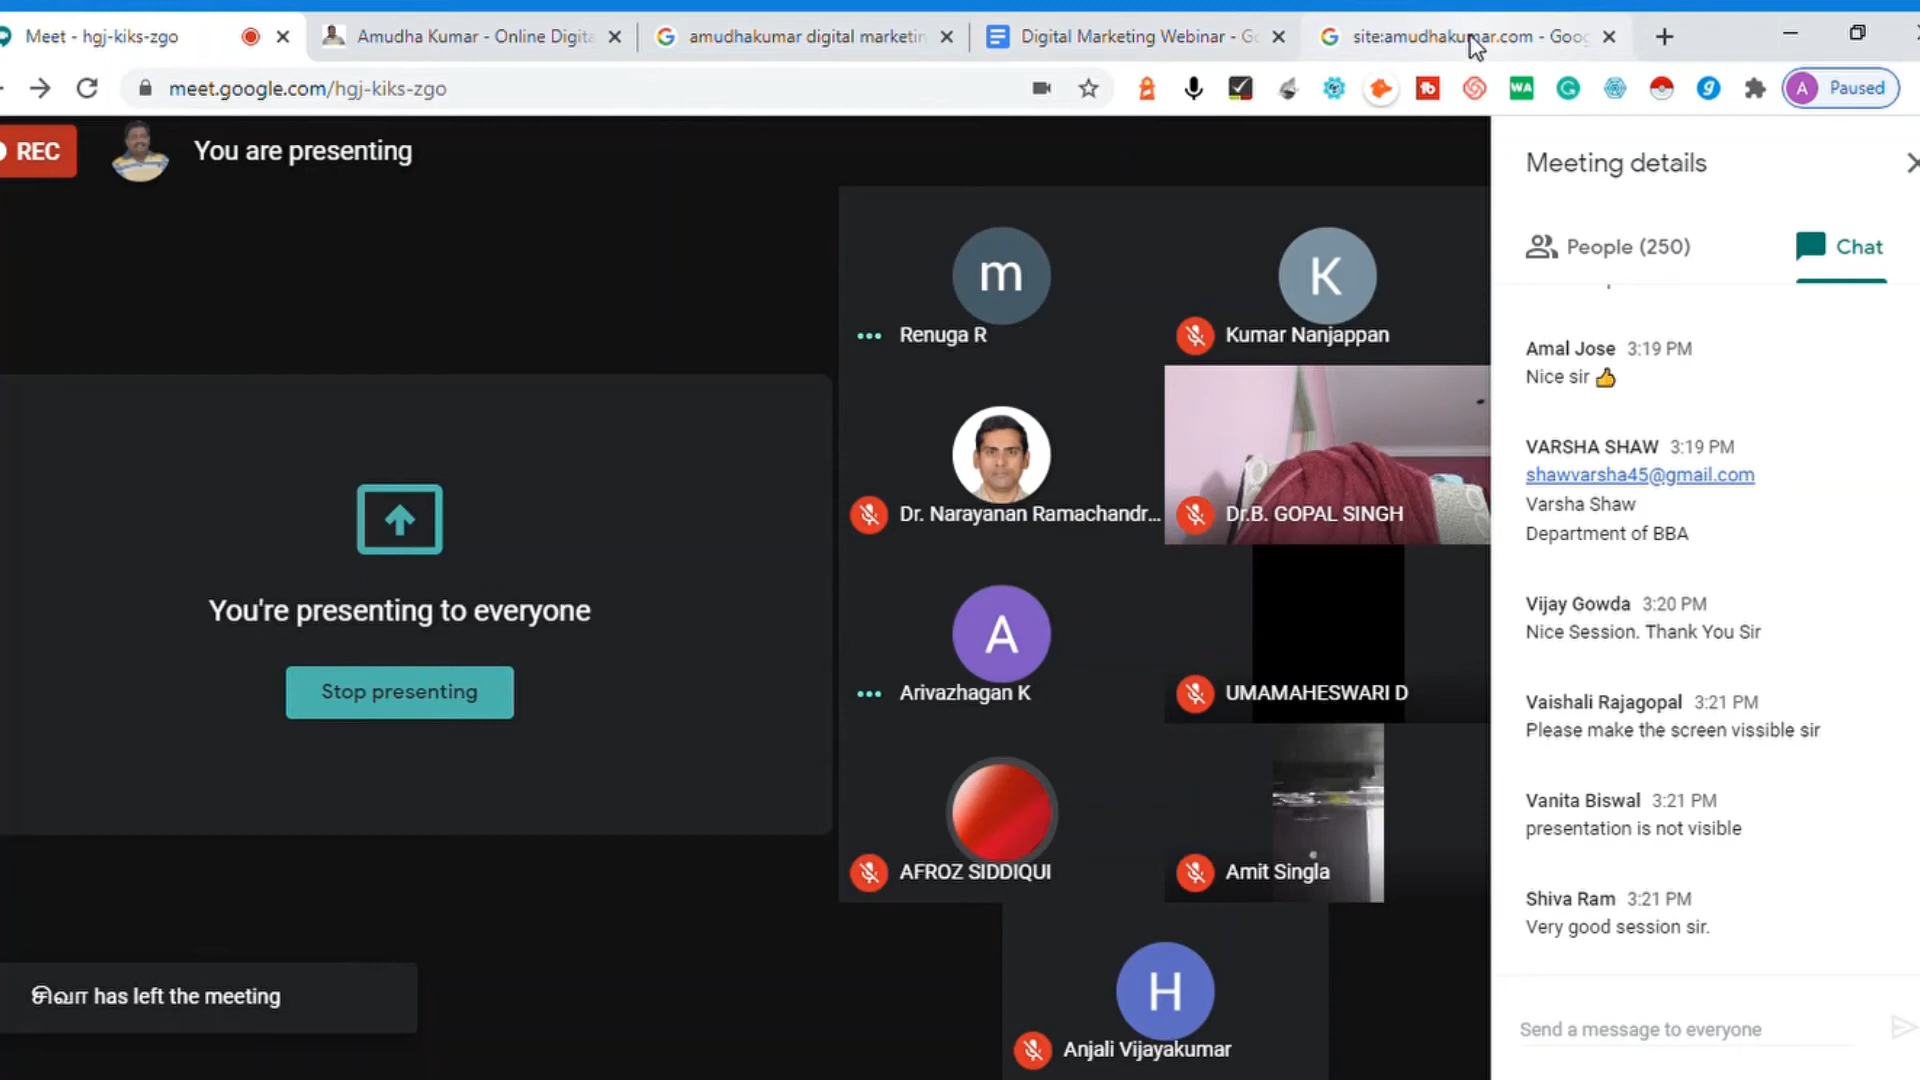 Meet - hgj-kiks-zgo
Amudha Kumar - Online Digita
amudhakumar digital marketin
Digital Marketing Webinar - Go
site:amudhakumar.com - Goog
meet.google.com/hgj-kiks-zgo
WA
A Paused
REC
You are presenting
Meeting details
People (250)
Chat
m
Renuga R
K
Kumar Nanjappan
Dr. Narayanan Ramachandr...
Dr.B. GOPAL SINGH
A
Arivazhagan K
UMAMAHESWARI D
AFROZ SIDDIQUI
Amit Singla
H
Anjali Vijayakumar
You're presenting to everyone
Stop presenting
சிவா has left the meeting
Amal Jose 3:19 PM
Nice sir 👍
VARSHA SHAW 3:19 PM
shawvarsha45@gmail.com
Varsha Shaw
Department of BBA
Vijay Gowda 3:20 PM
Nice Session. Thank You Sir
Vaishali Rajagopal 3:21 PM
Please make the screen vissible sir
Vanita Biswal 3:21 PM
presentation is not visible
Shiva Ram 3:21 PM
Very good session sir.
Send a message to everyone